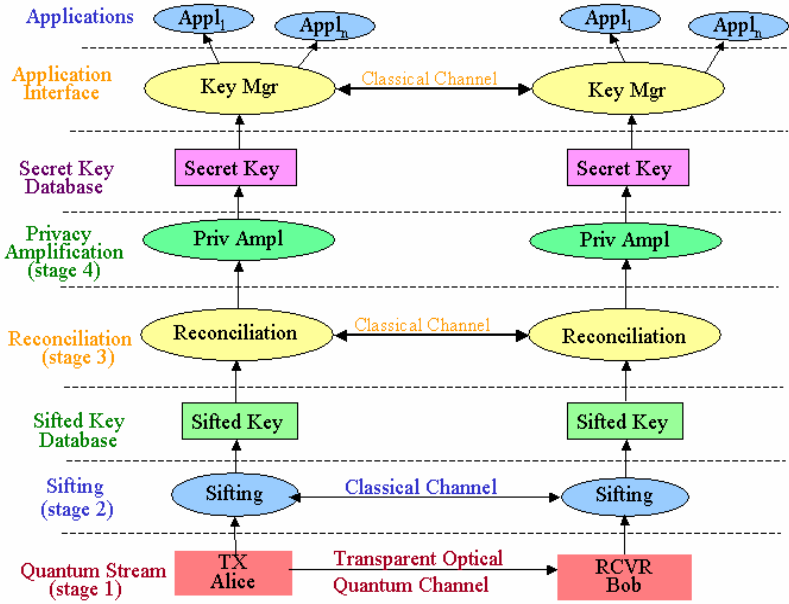 Applications
Appl1
Appln
Appl1
Appln
Application
Interface
Key Mgr
Classical Channel
Key Mgr
Secret Key
Database
Secret Key
Secret Key
Privacy
Amplification
(stage 4)
Priv Ampl
Priv Ampl
Reconciliation
(stage 3)
Reconciliation
Classical Channel
Reconciliation
Sifted Key
Database
Sifted Key
Sifted Key
Sifting
(stage 2)
Sifting
Classical Channel
Sifting
Quantum Stream
(stage 1)
TX
Alice
Transparent Optical
Quantum Channel
RCVR
Bob